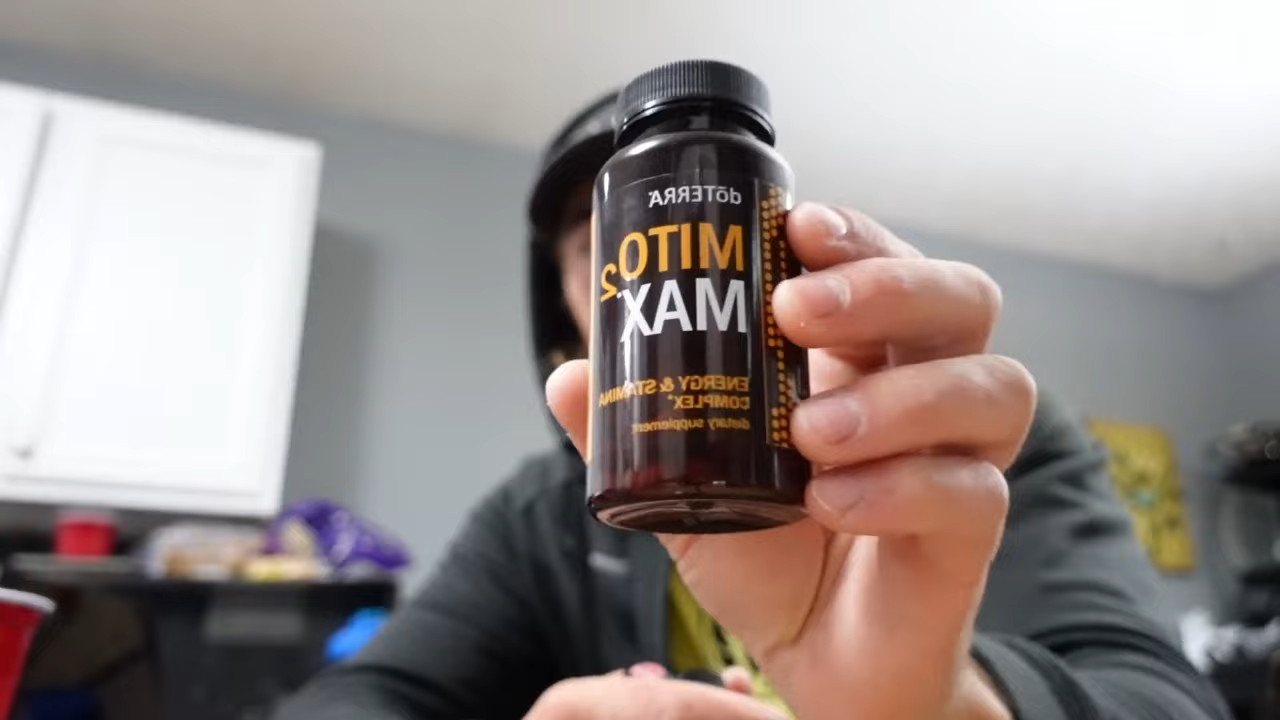 dōTERRA
MITO2
MAX
ENERGY & STAMINA
COMPLEX*
dietary supplement